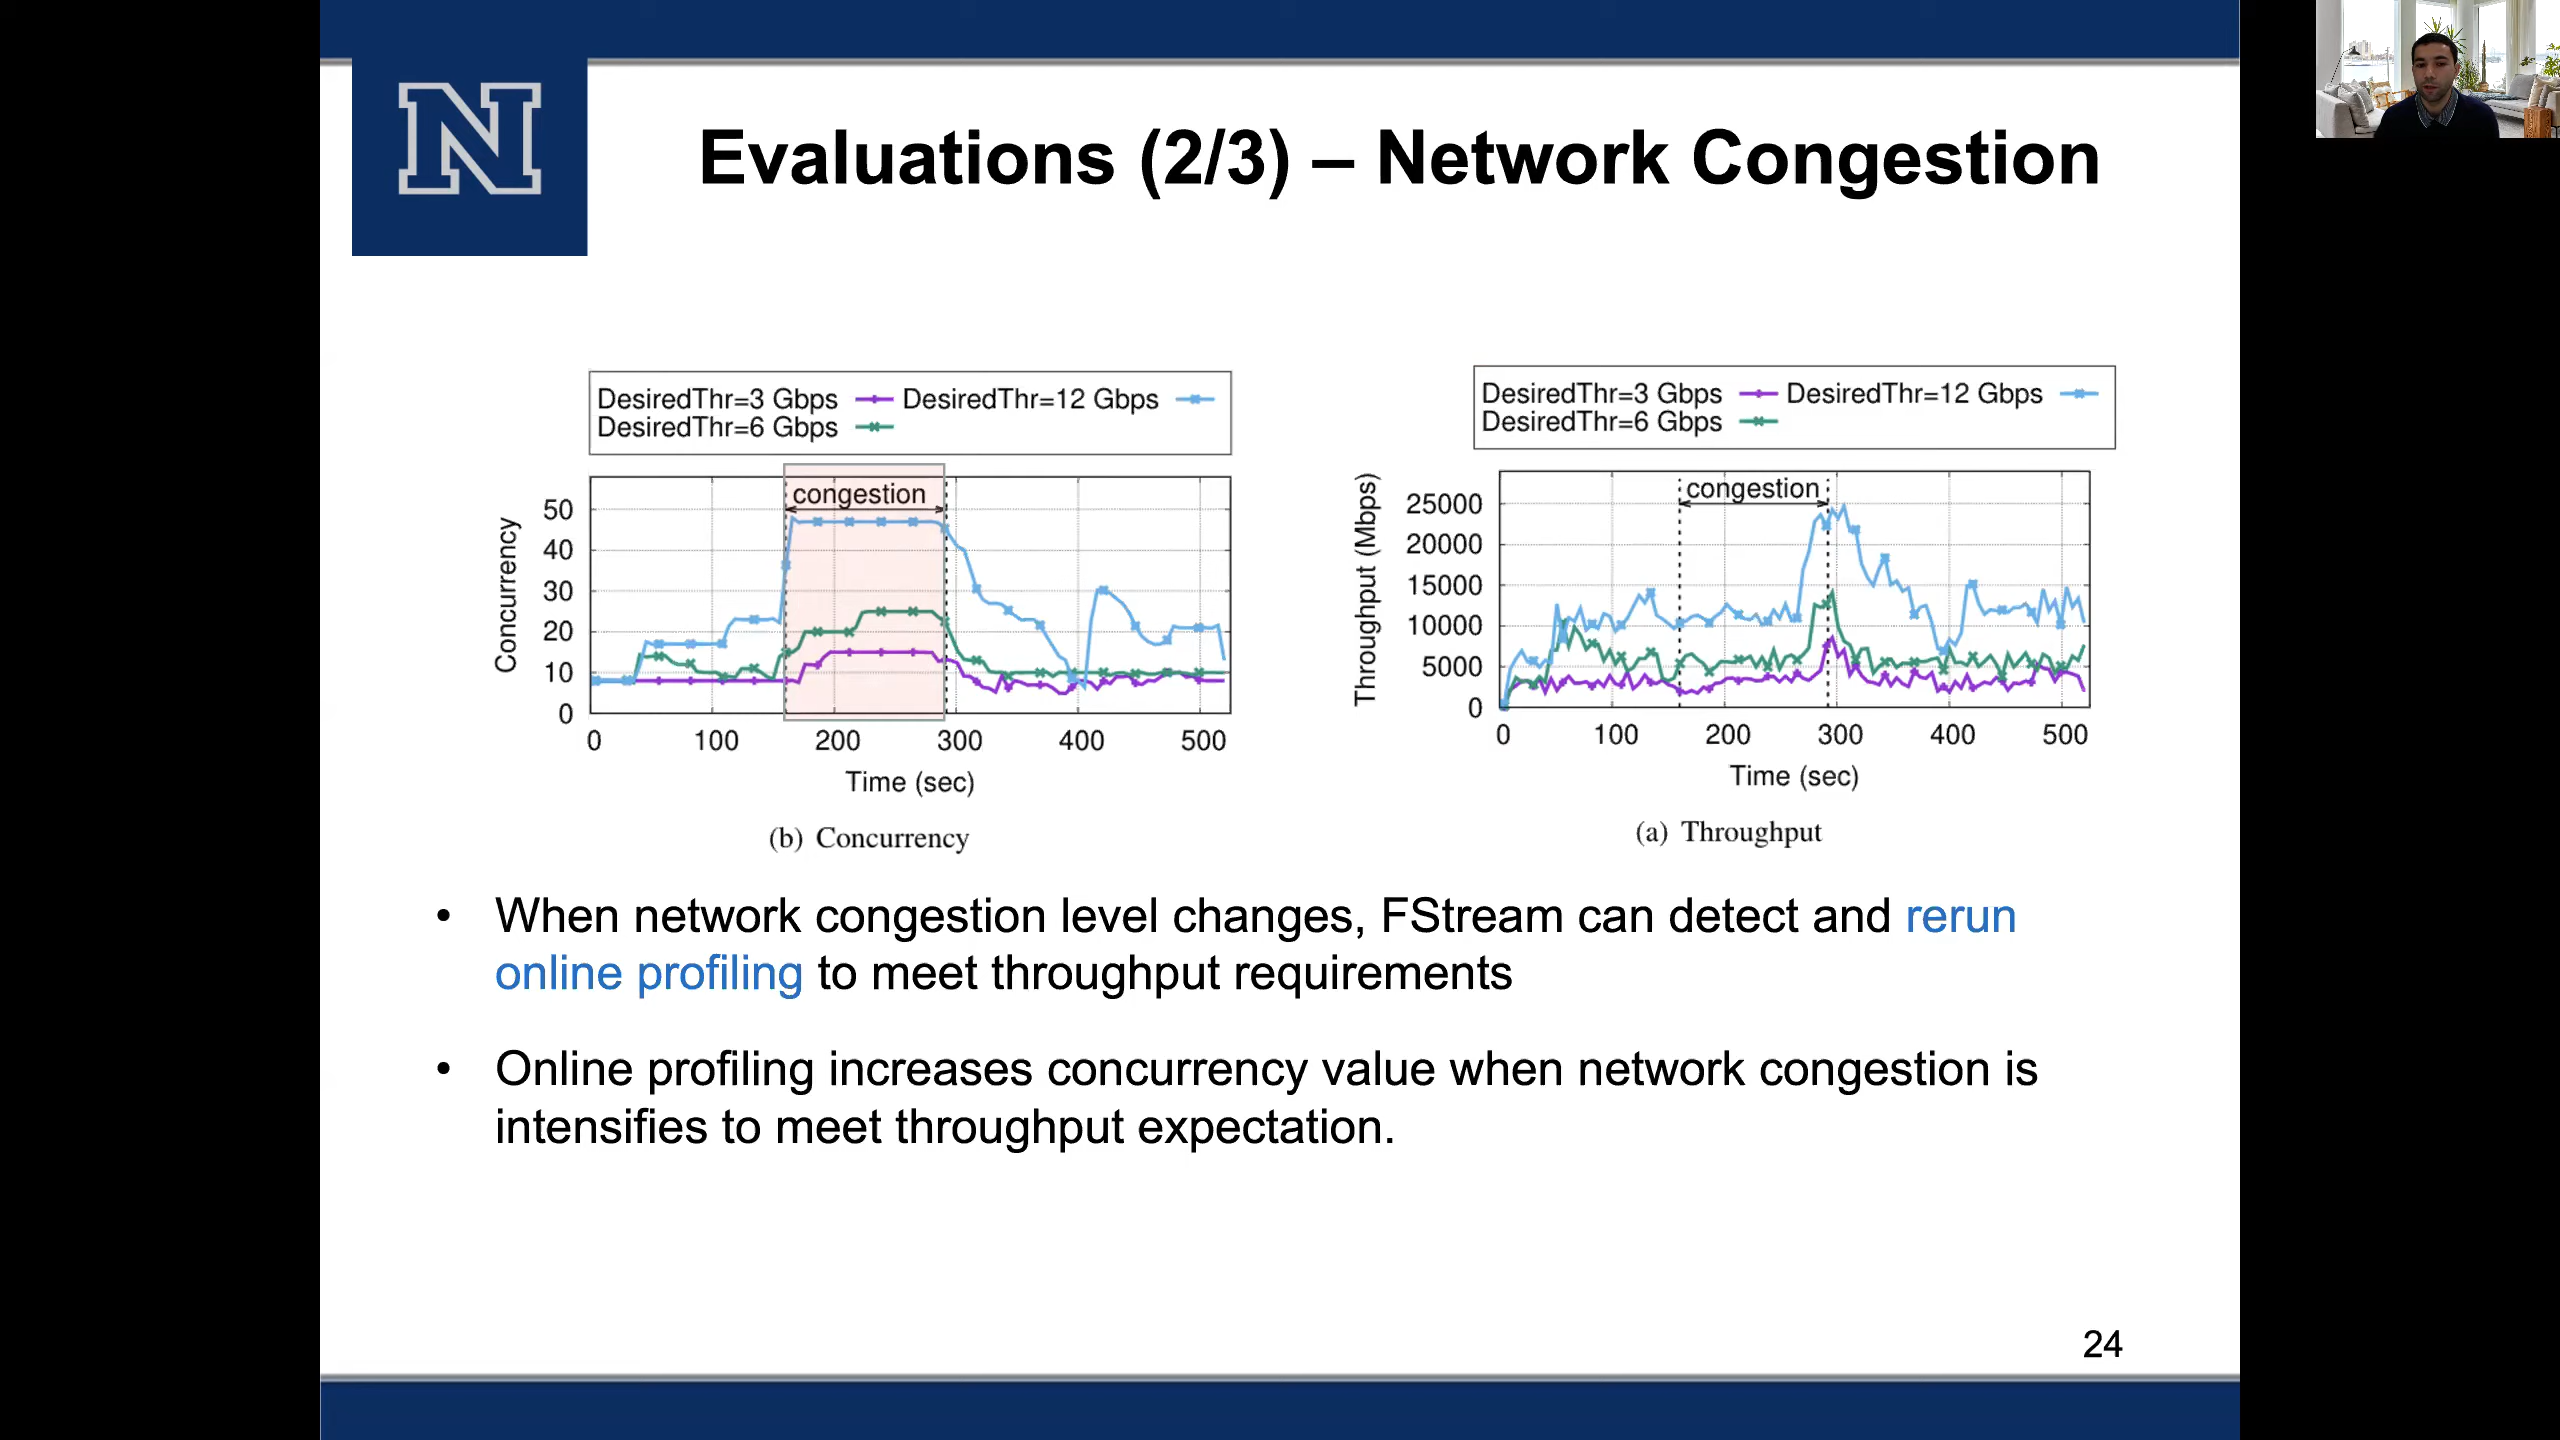 N
Evaluations (2/3) – Network Congestion
DesiredThr=3 Gbps DesiredThr=12 Gbps
DesiredThr=6 Gbps
congestion
50
40
30
20
10
0
Concurrency
0 100 200 300 400 500
Time (sec)
(b) Concurrency
DesiredThr=3 Gbps DesiredThr=12 Gbps
DesiredThr=6 Gbps
congestion
25000
20000
15000
10000
5000
0
Throughput (Mbps)
0 100 200 300 400 500
Time (sec)
(a) Throughput
• When network congestion level changes, FStream can detect and rerun
online profiling to meet throughput requirements
• Online profiling increases concurrency value when network congestion is
intensifies to meet throughput expectation.
24